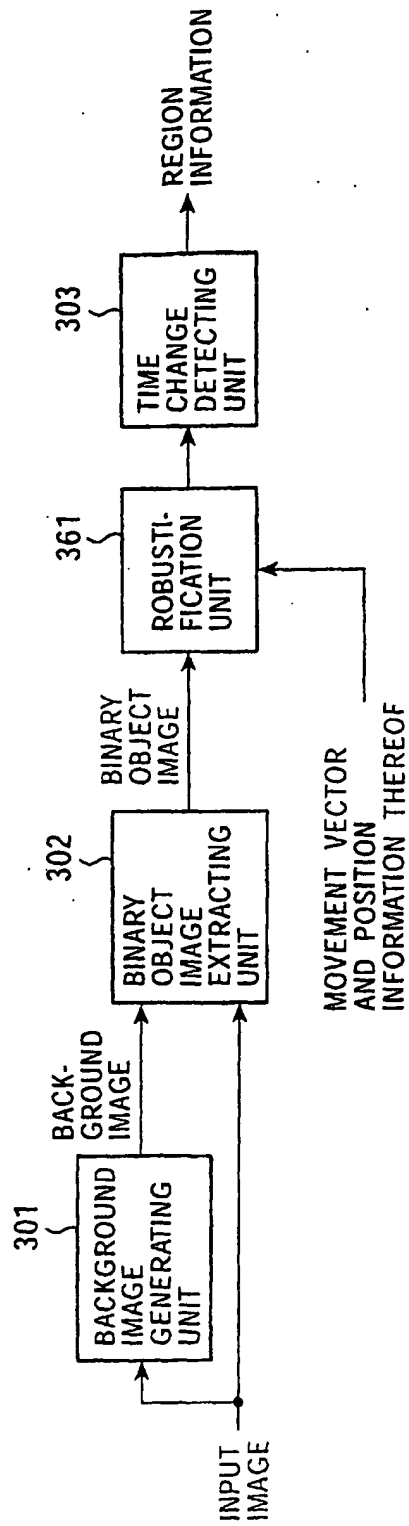 INPUT
IMAGE
301
BACKGROUND
IMAGE
GENERATING
UNIT
BACK-
GROUND
IMAGE
302
BINARY
OBJECT
IMAGE
EXTRACTING
UNIT
BINARY OBJECT
IMAGE
361
ROBUSTI-
FICATION
UNIT
MOVEMENT VECTOR
AND POSITION
INFORMATION THEREOF
303
TIME
CHANGE
DETECTING
UNIT
REGION
INFORMATION